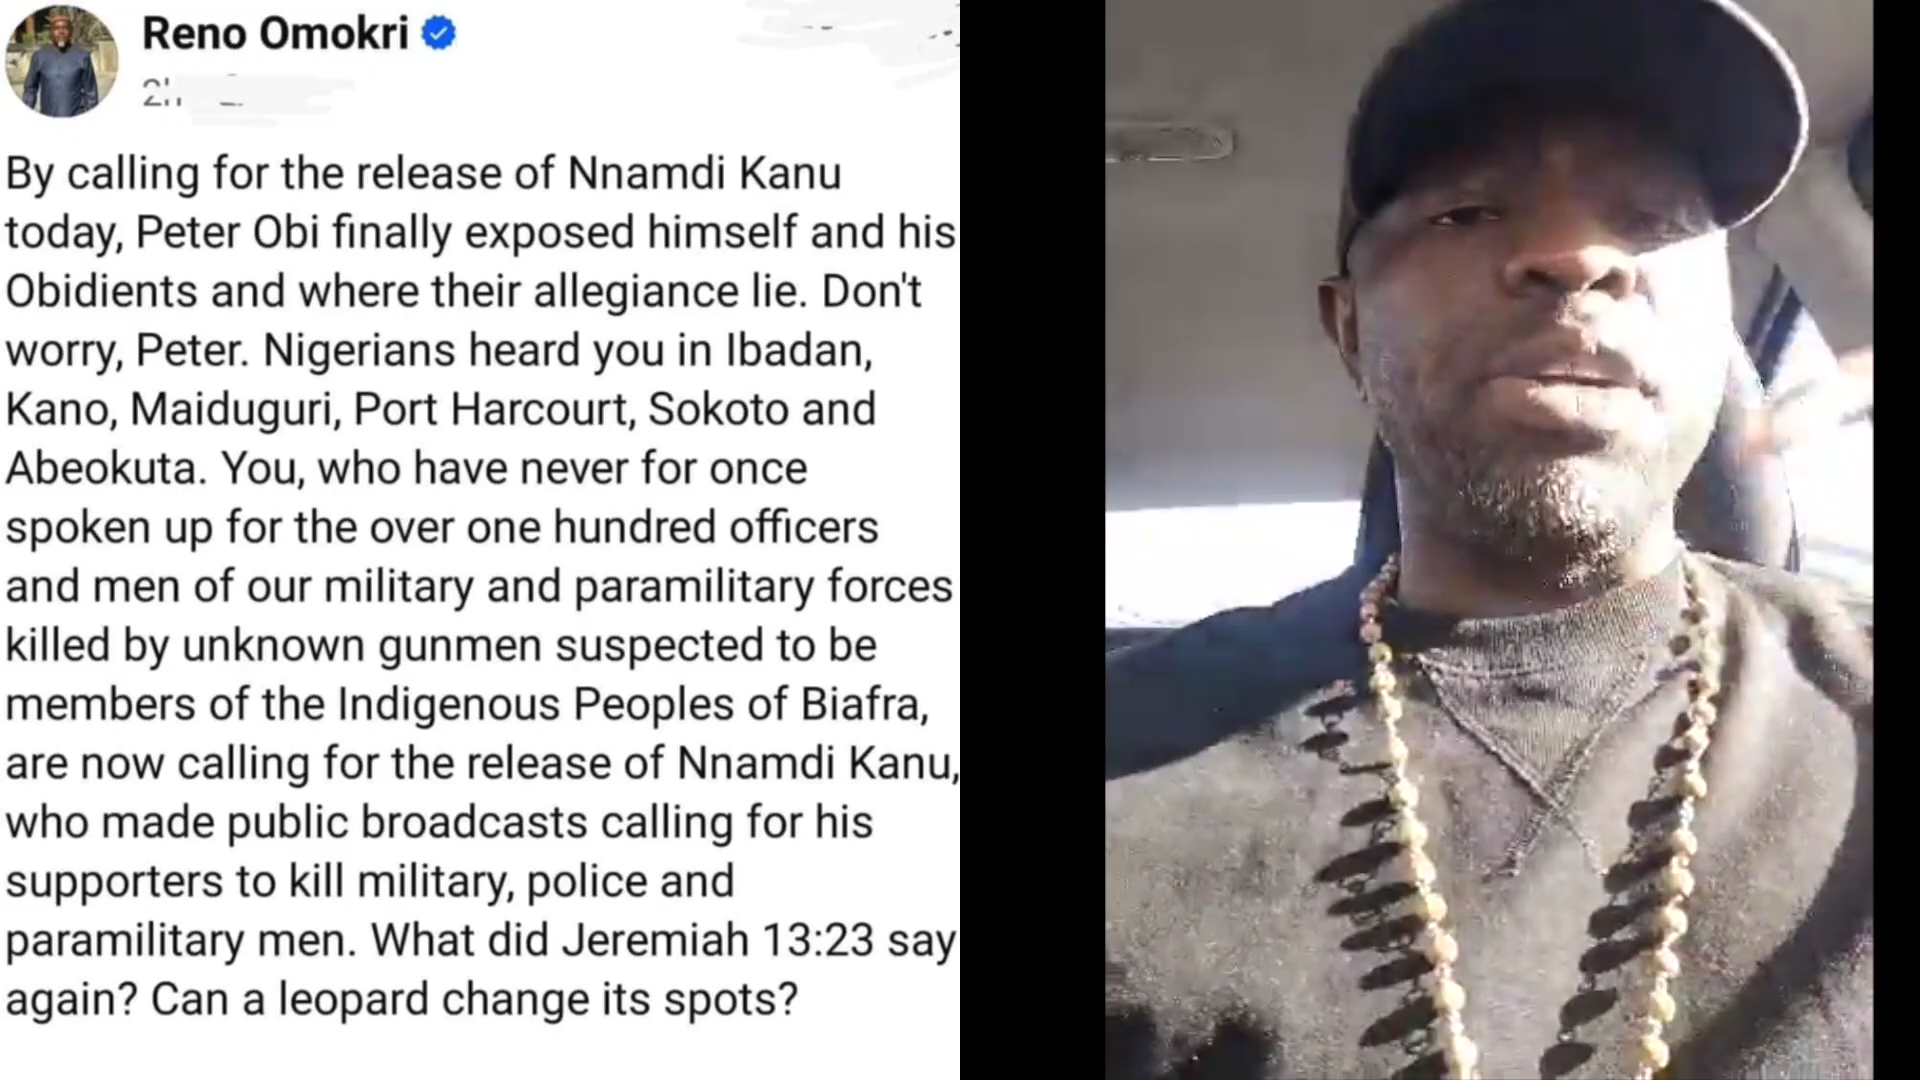 Reno Omokri
By calling for the release of Nnamdi Kanu
today, Peter Obi finally exposed himself and his
Obidients and where their allegiance lie. Don't
worry, Peter. Nigerians heard you in Ibadan,
Kano, Maiduguri, Port Harcourt, Sokoto and
Abeokuta. You, who have never for once
spoken up for the over one hundred officers
and men of our military and paramilitary forces
killed by unknown gunmen suspected to be
members of the Indigenous Peoples of Biafra,
are now calling for the release of Nnamdi Kanu,
who made public broadcasts calling for his
supporters to kill military, police and
paramilitary men. What did Jeremiah 13:23 say
again? Can a leopard change its spots?